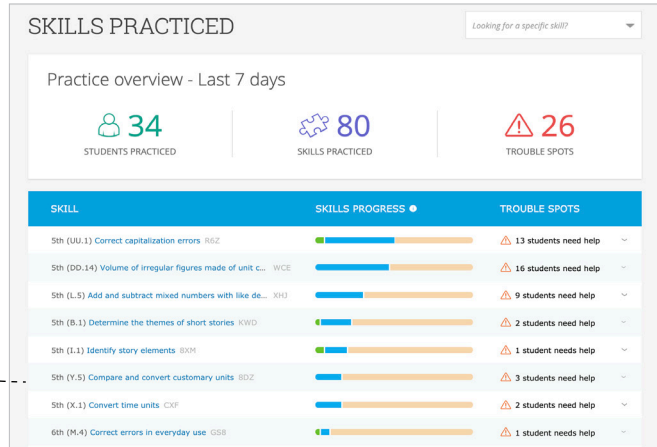 SKILLS PRACTICED
Looking for a specific skill?
Practice overview - Last 7 days
34
STUDENTS PRACTICED
80
SKILLS PRACTICED
26
TROUBLE SPOTS
SKILL SKILLS PROGRESS TROUBLE SPOTS
5th (UU.1) Correct capitalization errors R6Z 13 students need help
5th (DD.14) Volume of irregular figures made of unit c... WCE 16 students need help
5th (L.5) Add and subtract mixed numbers with like de... XHJ 9 students need help
5th (B.1) Determine the themes of short stories KWD 2 students need help
5th (I.1) Identify story elements 8XM 1 student needs help
5th (Y.5) Compare and convert customary units 8DZ 3 students need help
5th (X.1) Convert time units CXF 2 students need help
6th (M.4) Correct errors in everyday use GS8 1 student needs help